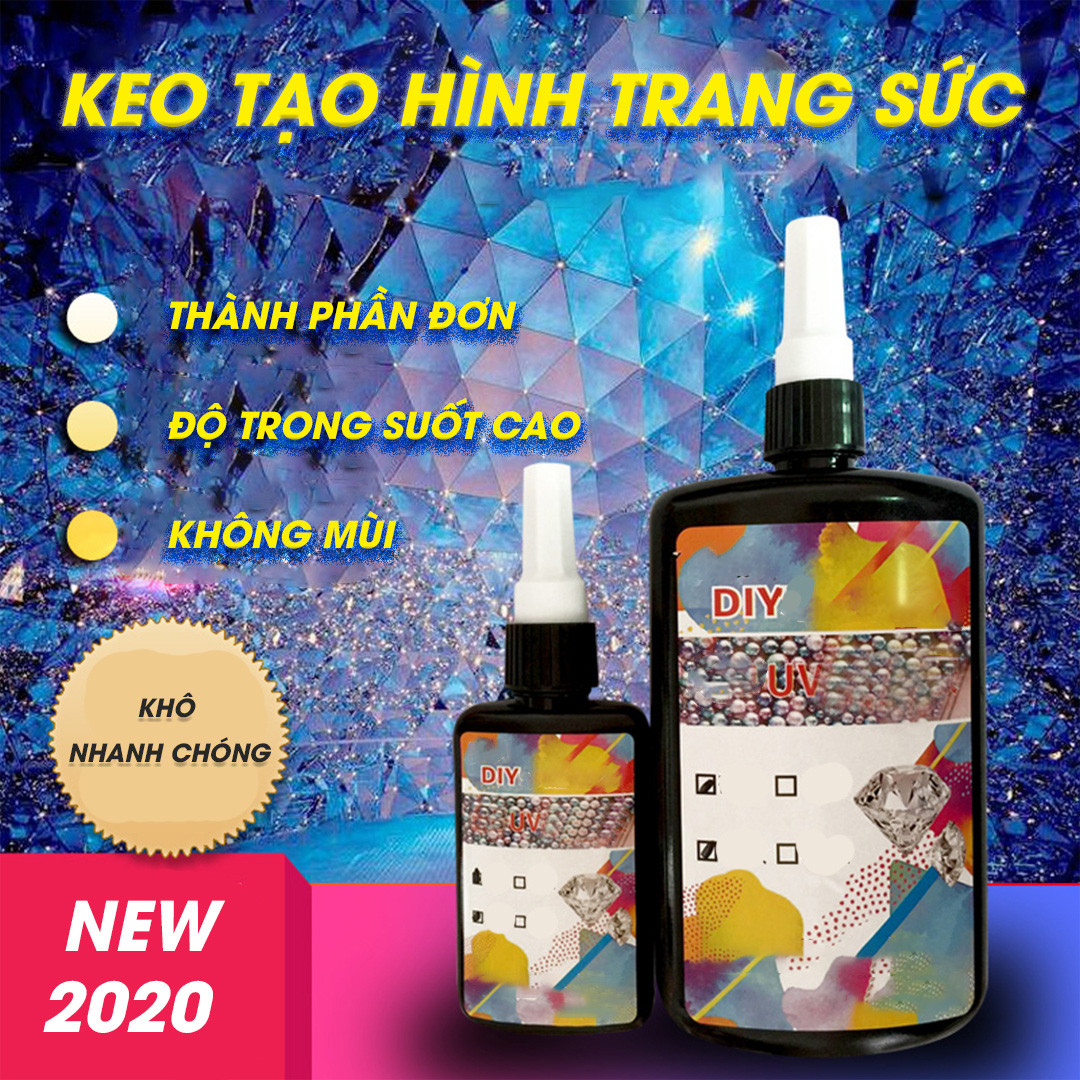 KEO TẠO HÌNH TRANG SỨC
THÀNH PHẦN ĐƠN
ĐỘ TRONG SUỐT CAO
KHÔNG MÙI
KHÔ
NHANH CHÓNG
NEW
2020
DIY
UV
DIY
UV